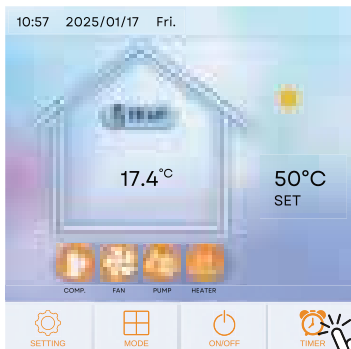 10:57 2025/01/17 Fri.
17.4°C
50°C
SET
COMP. FAN PUMP HEATER
SETTING MODE ON/OFF TIMER